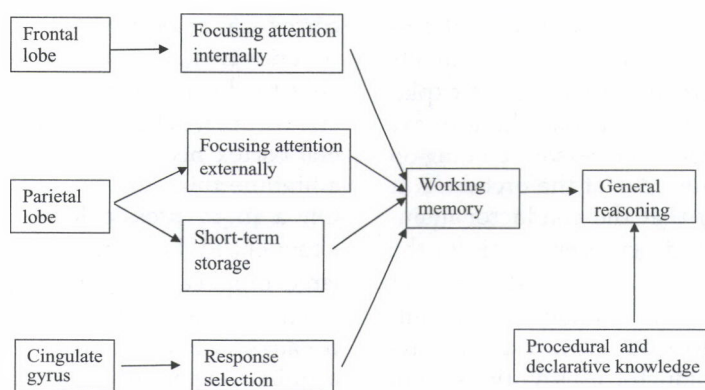 Frontal
lobe
Focusing attention
internally
Focusing attention
externally
Parietal
lobe
Short-term
storage
Working
memory
General
reasoning
Cingulate
gyrus
Response
selection
Procedural and
declarative knowledge